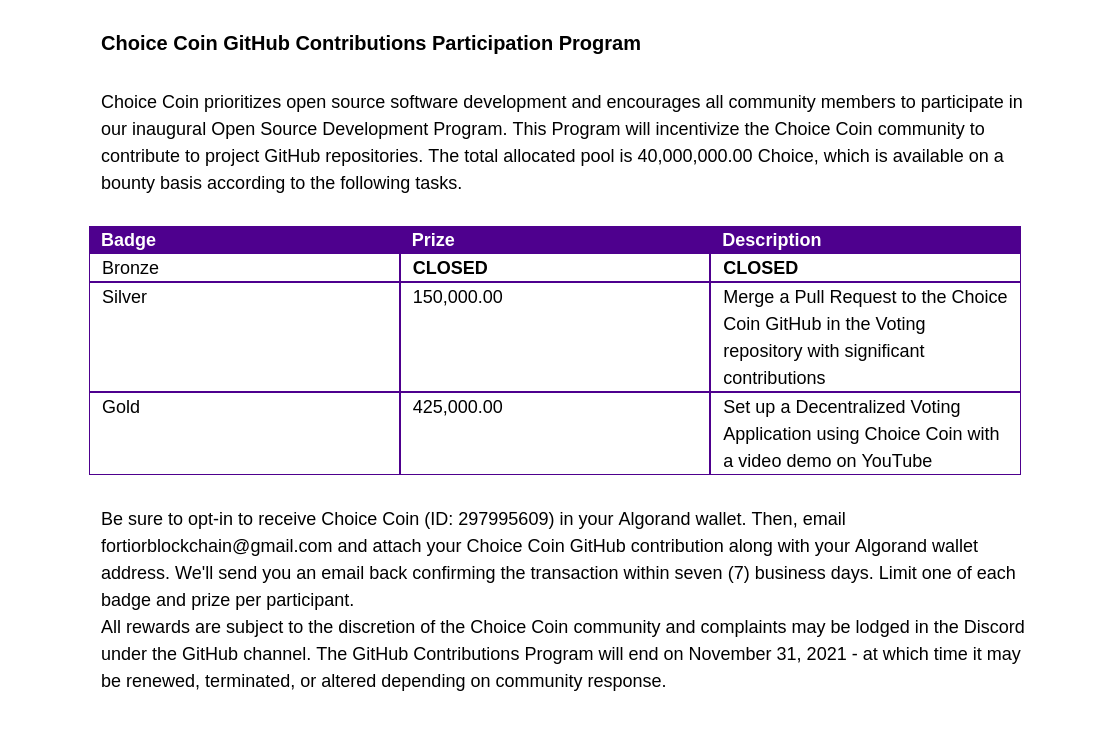 Choice Coin GitHub Contributions Participation Program
Choice Coin prioritizes open source software development and encourages all community members to participate in
our inaugural Open Source Development Program. This Program will incentivize the Choice Coin community to
contribute to project GitHub repositories. The total allocated pool is 40,000,000.00 Choice, which is available on a
bounty basis according to the following tasks.
Badge Prize Description
Bronze CLOSED CLOSED
Silver 150,000.00 Merge a Pull Request to the Choice
Coin GitHub in the Voting
repository with significant
contributions
Gold 425,000.00 Set up a Decentralized Voting
Application using Choice Coin with
a video demo on YouTube
Be sure to opt-in to receive Choice Coin (ID: 297995609) in your Algorand wallet. Then, email
fortiorblockchain@gmail.com and attach your Choice Coin GitHub contribution along with your Algorand wallet
address. We'll send you an email back confirming the transaction within seven (7) business days. Limit one of each
badge and prize per participant.
All rewards are subject to the discretion of the Choice Coin community and complaints may be lodged in the Discord
under the GitHub channel. The GitHub Contributions Program will end on November 31, 2021 - at which time it may
be renewed, terminated, or altered depending on community response.